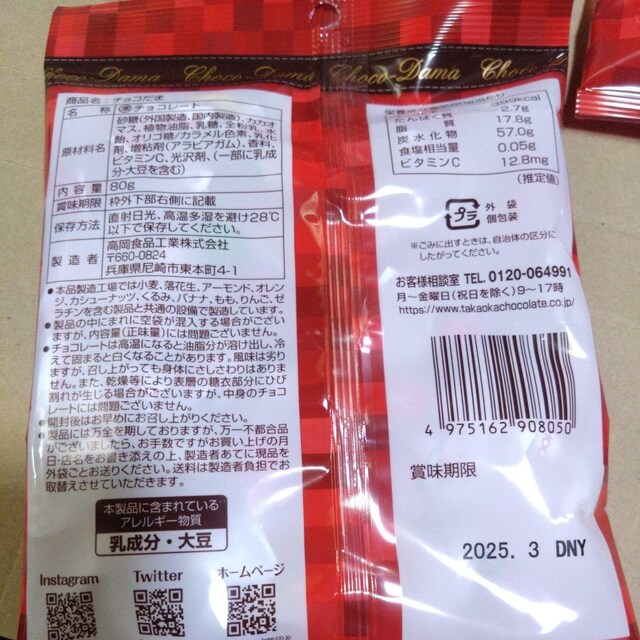 Choco-Dama Choco-Dama Choco-Dama Choco
商品名 チョコだま
名称 準チョコレート
原材料名 砂糖(外国製造、国内製造)、カカオ
マス、植物油脂、乳糖、全粉乳、水
飴、オリゴ糖/カラメル色素、乳化
剤、増粘剤(アラビアガム)、香料、
ビタミンC、光沢剤、(一部に乳成
分・大豆を含む)
内容量 80g
賞味期限 枠外下部右側に記載
保存方法 直射日光、高温多湿を避け28℃
以下で保存してください。
製造者 高岡食品工業株式会社
〒660-0824
兵庫県尼崎市東本町4-1
●本品製造工場では小麦、落花生、アーモンド、オレン
ジ、カシューナッツ、くるみ、バナナ、もも、りんご、ゼ
ラチンを含む製品と共通の設備で製造しています。
●製品の中にまれに空袋が混入する場合がござい
ますが、内容量(正味量)には問題ございません。
●チョコレートは高温になると油脂分が溶け出し、冷
えて固まると白くなることがあります。風味は劣り
ますが、召し上がっても身体にさしさわりはありま
せん。また、乾燥等により表層の糖衣部分にひび
割れが生じる場合がありますが、中身のチョコ
レートには問題ございません。
●開封後はお早めにお召し上がりください。
●製品には万全を期しておりますが、万一不都合品
がございましたら、お手数ですがお買い上げの月
日・店名をお書き添えの上、製造者あてに現品を
外袋ごとお送りください。送料は製造者負担でお
取替えさせていただきます。
本製品に含まれている
アレルギー物質
乳成分・大豆
Instagram Twitter ホームページ
たんぱく質 2.7g
脂質 17.8g
炭水化物 57.0g
食塩相当量 0.05g
ビタミンC 12.8mg
(推定値)
プラ 外袋
個包装
※ごみに出すときは、自治体の区分に
したがってください。
お客様相談室 TEL.0120-064991
月~金曜日(祝日を除く)9~17時
https://www.takaokachocolate.co.jp/
4 975162 908050
賞味期限
2025. 3 DNY